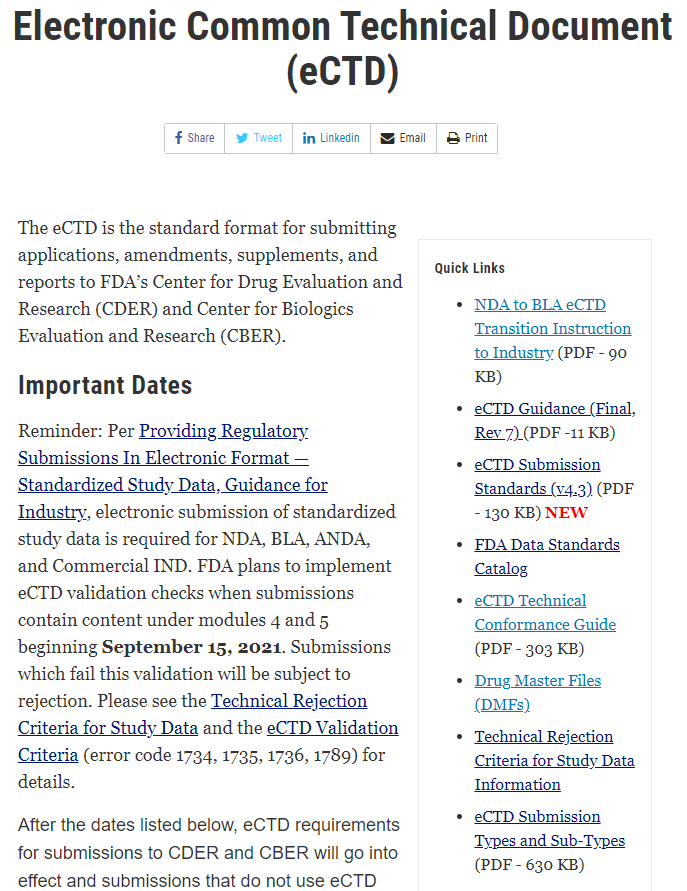 Electronic Common Technical Document
(eCTD)
Share
Tweet
Linkedin
Email
Print
The eCTD is the standard format for submitting
applications, amendments, supplements, and
reports to FDA’s Center for Drug Evaluation and
Research (CDER) and Center for Biologics
Evaluation and Research (CBER).
Important Dates
Reminder: Per Providing Regulatory
Submissions In Electronic Format —
Standardized Study Data, Guidance for
Industry, electronic submission of standardized
study data is required for NDA, BLA, ANDA,
and Commercial IND. FDA plans to implement
eCTD validation checks when submissions
contain content under modules 4 and 5
beginning September 15, 2021. Submissions
which fail this validation will be subject to
rejection. Please see the Technical Rejection
Criteria for Study Data and the eCTD Validation
Criteria (error code 1734, 1735, 1736, 1789) for
details.
After the dates listed below, eCTD requirements
for submissions to CDER and CBER will go into
effect and submissions that do not use eCTD
Quick Links
NDA to BLA eCTD
Transition Instruction
to Industry (PDF - 90
KB)
eCTD Guidance (Final,
Rev 7) (PDF -11 KB)
eCTD Submission
Standards (v4.3) (PDF
- 130 KB) NEW
FDA Data Standards
Catalog
eCTD Technical
Conformance Guide
(PDF - 303 KB)
Drug Master Files
(DMFs)
Technical Rejection
Criteria for Study Data
Information
eCTD Submission
Types and Sub-Types
(PDF - 630 KB)